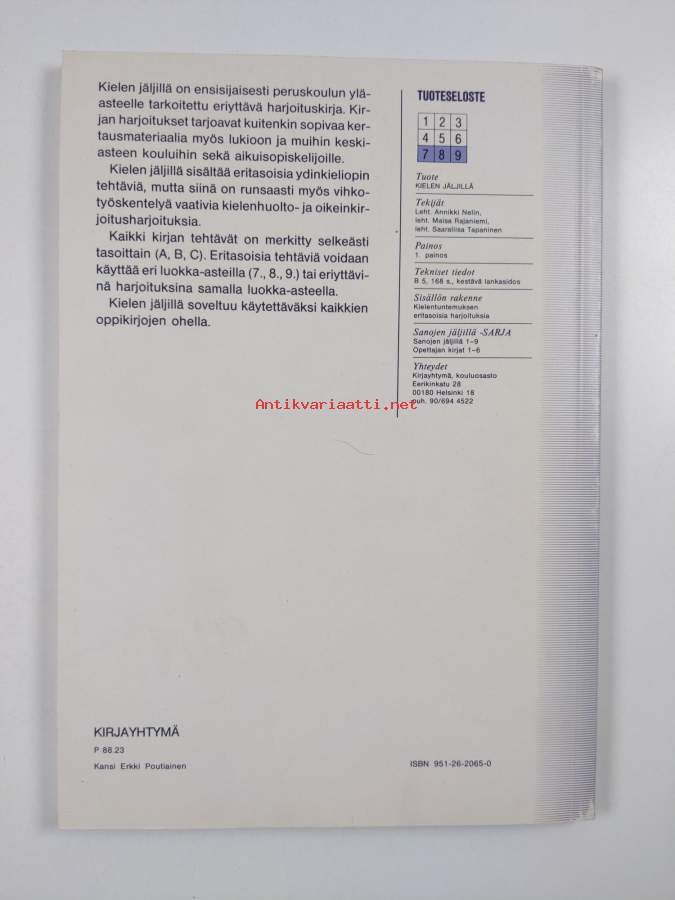 Kielen jäljillä on ensisijaisesti peruskoulun ylä-
asteelle tarkoitettu eriyttävä harjoituskirja. Kir-
jan harjoitukset tarjoavat kuitenkin sopivaa ker-
tausmateriaalia myös lukioon ja muihin keski-
asteen kouluihin sekä aikuisopiskelijoille.
Kielen jäljillä sisältää eritasoisia ydinkieliopin
tehtäviä, mutta siinä on runsaasti myös vihko-
työskentelyä vaativia kielenhuolto- ja oikeinkir-
joitusharjoituksia.
Kaikki kirjan tehtävät on merkitty selkeästi
tasoittain (A, B, C). Eritasoisia tehtäviä voidaan
käyttää eri luokka-asteilla (7., 8., 9.) tai eriyttävi-
nä harjoituksina samalla luokka-asteella.
Kielen jäljillä soveltuu käytettäväksi kaikkien
oppikirjojen ohella.
TUOTESELOSTE
1 2 3
4 5 6
7 8 9
Tuote
KIELEN JÄLJILLÄ
Tekijät
Leht. Annikki Nelin,
leht. Maisa Rajaniemi,
leht. Saaraliisa Tapaninen
Painos
1. painos
Tekniset tiedot
B 5, 168 s., kestävä lankasidos
Sisällön rakenne
Kielentuntemuksen
eritasoisia harjoituksia
Sanojen jäljillä -SARJA
Sanojen jäljillä 1–9
Opettajan kirjat 1–6
Yhteydet
Kirjayhtymä, kouluosasto
Eerikinkatu 28
00180 Helsinki 18
puh. 90/694 4522
Antikvariaatti.net
KIRJAYHTYMÄ
P 86.23
Kansi Erkki Poutiainen
ISBN 951-26-2065-0